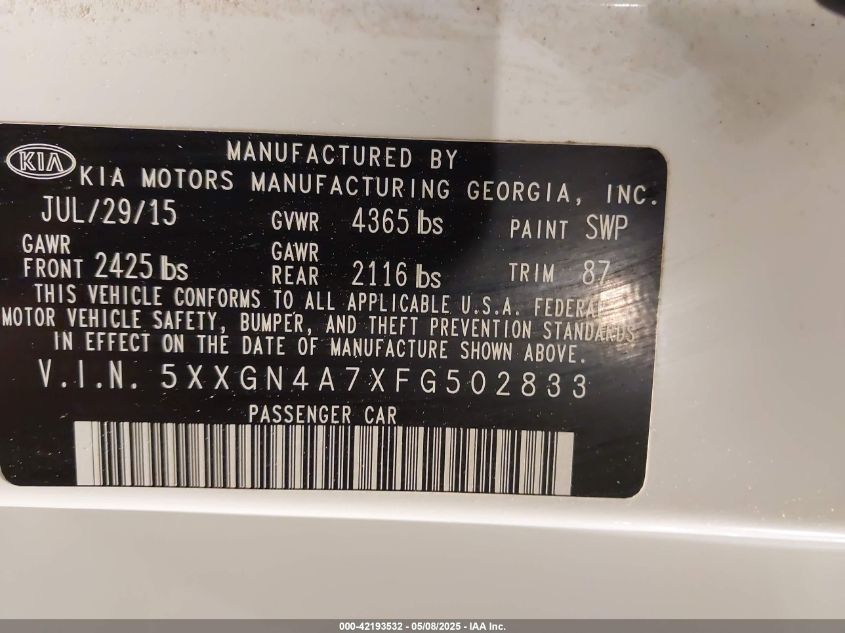 MANUFACTURED BY
KIA
KIA MOTORS MANUFACTURING GEORGIA, INC.
JUL/29/15 GVWR 4365 lbs PAINT SWP
GAWR FRONT 2425 lbs GAWR REAR 2116 lbs TRIM 87
THIS VEHICLE CONFORMS TO ALL APPLICABLE U.S.A. FEDERAL
MOTOR VEHICLE SAFETY, BUMPER, AND THEFT PREVENTION STANDARDS
IN EFFECT ON THE DATE OF MANUFACTURE SHOWN ABOVE.
V.I.N. 5XXGN4A7XFG502833
PASSENGER CAR
000-42193532 — 05/08/2025 — IAA Inc.